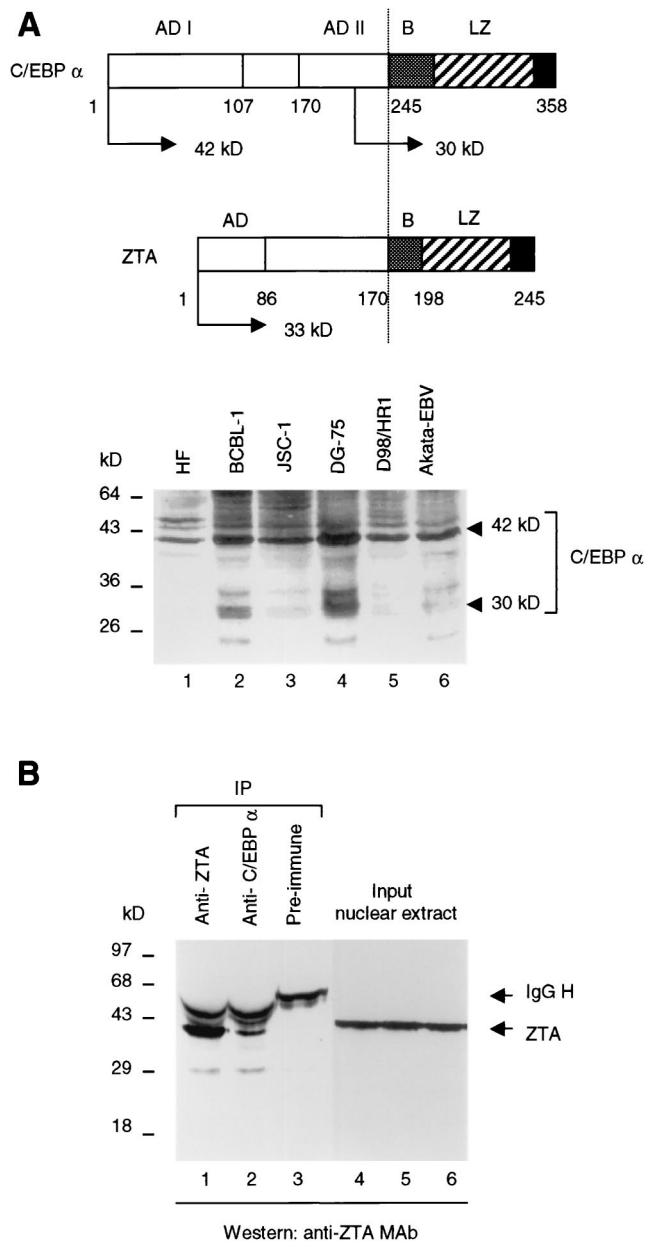 A
AD I AD II B LZ
C/EBP α
1 107 170 245 358
42 kD 30 kD
AD B LZ
ZTA
1 86 170 198 245
33 kD
kD HF BCBL-1 JSC-1 DG-75 D98/HR1 Akata-EBV
64
43 42 kD
C/EBP α
36
30 kD
26
1 2 3 4 5 6
B
IP
kD Anti- ZTA Anti- C/EBP α Pre-immune Input
nuclear extract
97
68 IgG H
43 ZTA
29
18
1 2 3 4 5 6
Western: anti-ZTA MAb